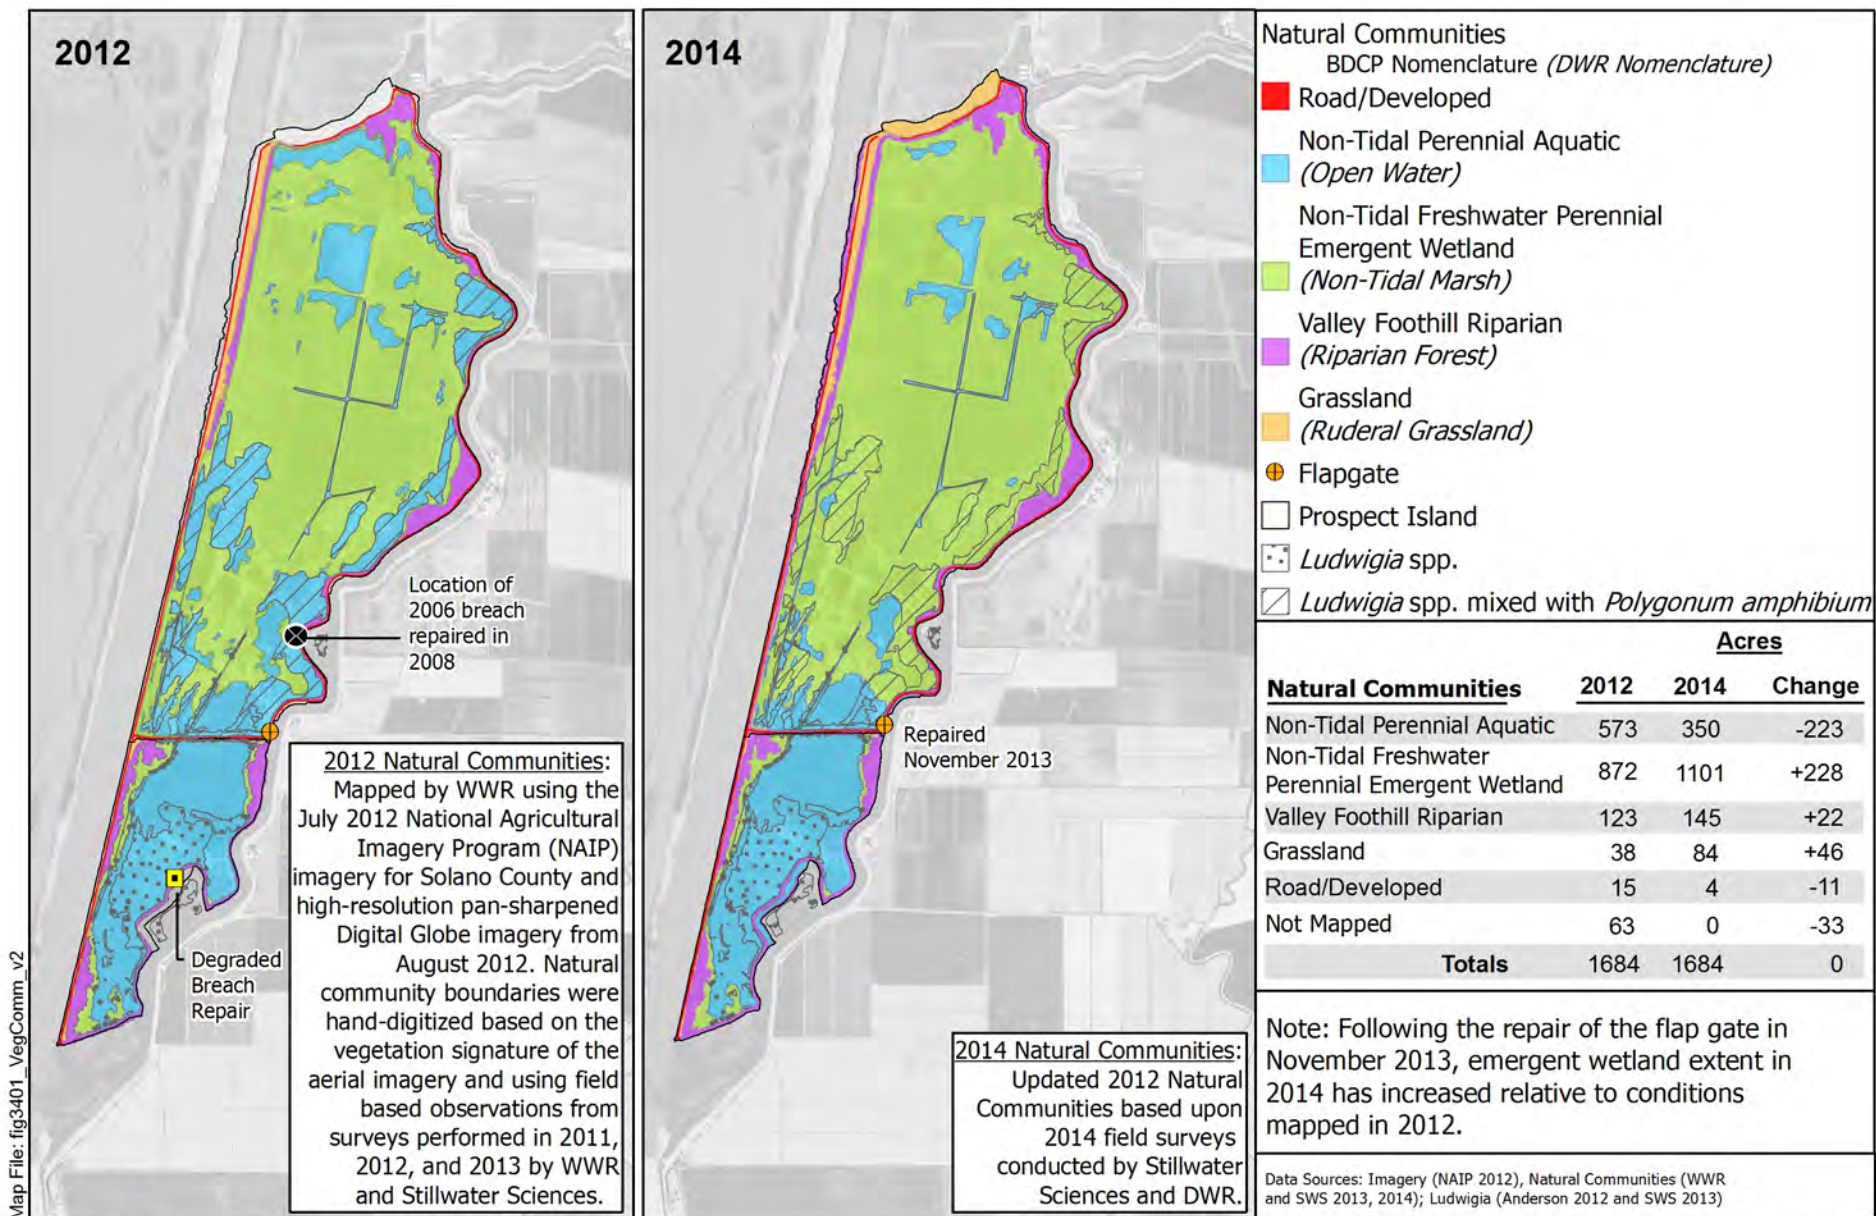 2012
Location of
2006 breach
repaired in
2008
Degraded
Breach
Repair
2012 Natural Communities:
Mapped by WWR using the
July 2012 National Agricultural
Imagery Program (NAIP)
imagery for Solano County and
high-resolution pan-sharpened
Digital Globe imagery from
August 2012. Natural
community boundaries were
hand-digitized based on the
vegetation signature of the
aerial imagery and using field
based observations from
surveys performed in 2011,
2012, and 2013 by WWR
and Stillwater Sciences.
Map File: fig3401_VegComm_v2
2014
Repaired
November 2013
2014 Natural Communities:
Updated 2012 Natural
Communities based upon
2014 field surveys
conducted by Stillwater
Sciences and DWR.
Natural Communities
BDCP Nomenclature (DWR Nomenclature)
Road/Developed
Non-Tidal Perennial Aquatic
(Open Water)
Non-Tidal Freshwater Perennial
Emergent Wetland
(Non-Tidal Marsh)
Valley Foothill Riparian
(Riparian Forest)
Grassland
(Ruderal Grassland)
Flapgate
Prospect Island
Ludwigia spp.
Ludwigia spp. mixed with Polygonum amphibium
Acres
Natural Communities 2012 2014 Change
Non-Tidal Perennial Aquatic 573 350 -223
Non-Tidal Freshwater
Perennial Emergent Wetland 872 1101 +228
Valley Foothill Riparian 123 145 +22
Grassland 38 84 +46
Road/Developed 15 4 -11
Not Mapped 63 0 -33
Totals 1684 1684 0
Note: Following the repair of the flap gate in
November 2013, emergent wetland extent in
2014 has increased relative to conditions
mapped in 2012.
Data Sources: Imagery (NAIP 2012), Natural Communities (WWR
and SWS 2013, 2014); Ludwigia (Anderson 2012 and SWS 2013)